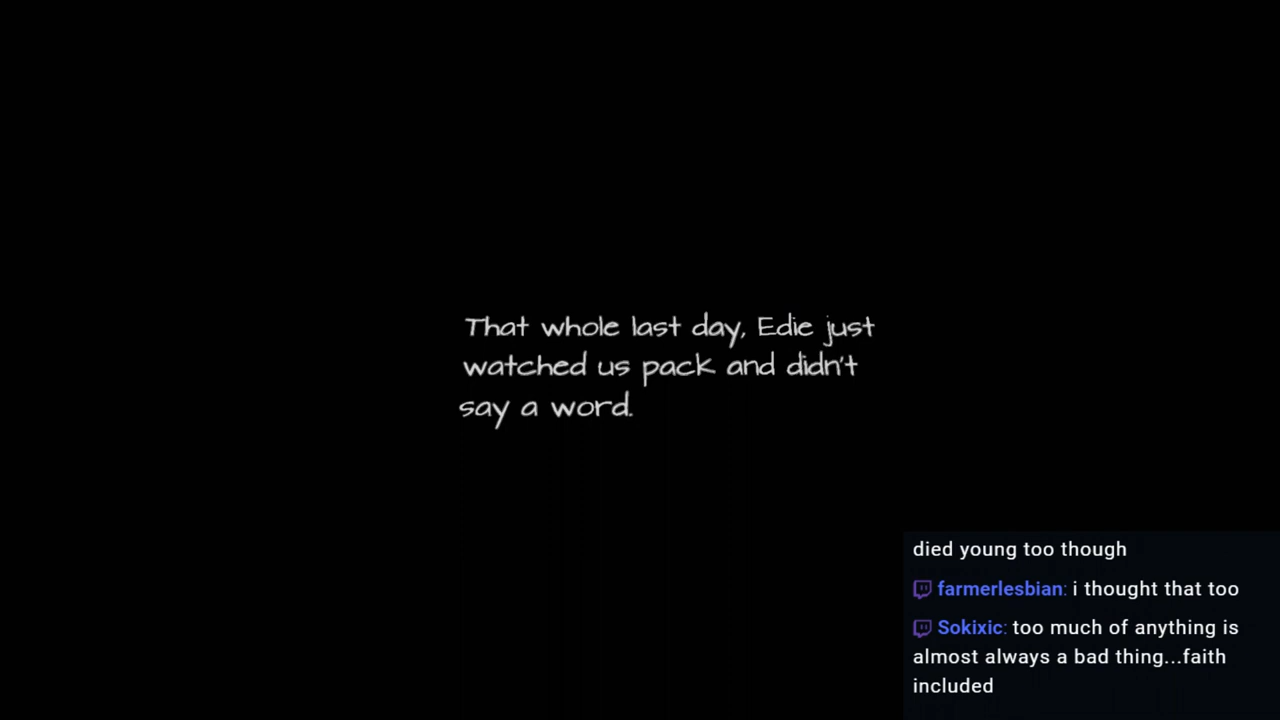 That whole last day, Edie just
watched us pack and didn't
say a word.
died young too though
farmerlesbian: i thought that too
Sokixic: too much of anything is
almost always a bad thing...faith
included